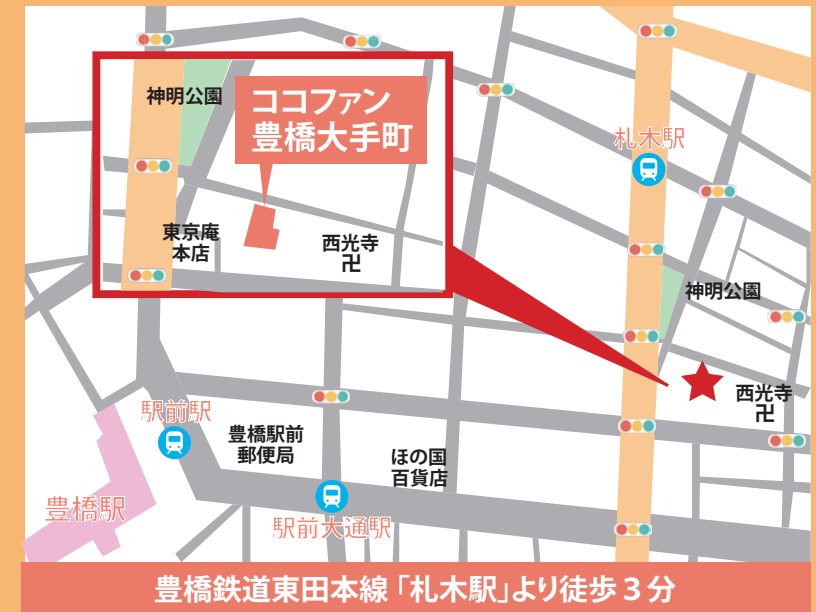 神明公園
ココファン
豊橋大手町
東京庵
本店
西光寺
卍
札木駅
神明公園
西光寺
卍
駅前駅
豊橋駅前
郵便局
ほの国
百貨店
豊橋駅
駅前大通駅
豊橋鉄道東田本線「札木駅」より徒歩3分